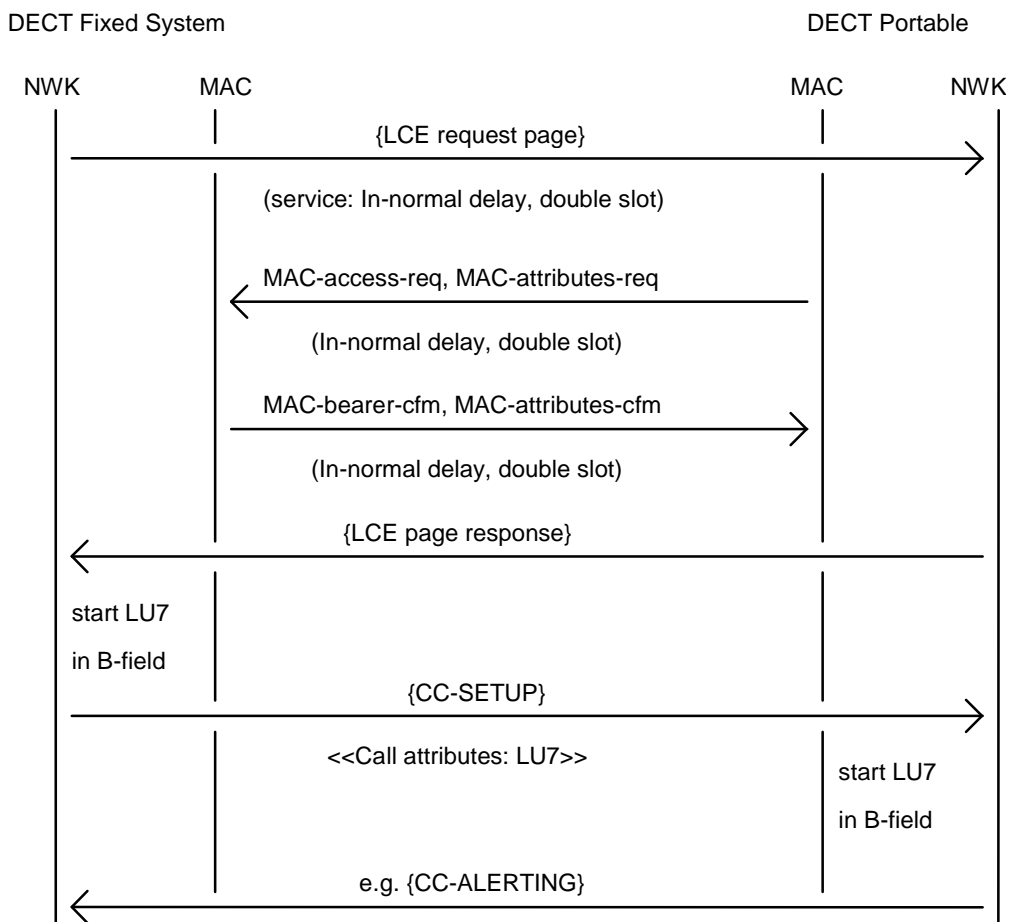 DECT Fixed System DECT Portable
NWK MAC MAC NWK
{LCE request page}
(service: In-normal delay, double slot)
MAC-access-req, MAC-attributes-req
(In-normal delay, double slot)
MAC-bearer-cfm, MAC-attributes-cfm
(In-normal delay, double slot)
{LCE page response}
start LU7
in B-field
{CC-SETUP}
<<Call attributes: LU7>>
start LU7
in B-field
e.g. {CC-ALERTING}